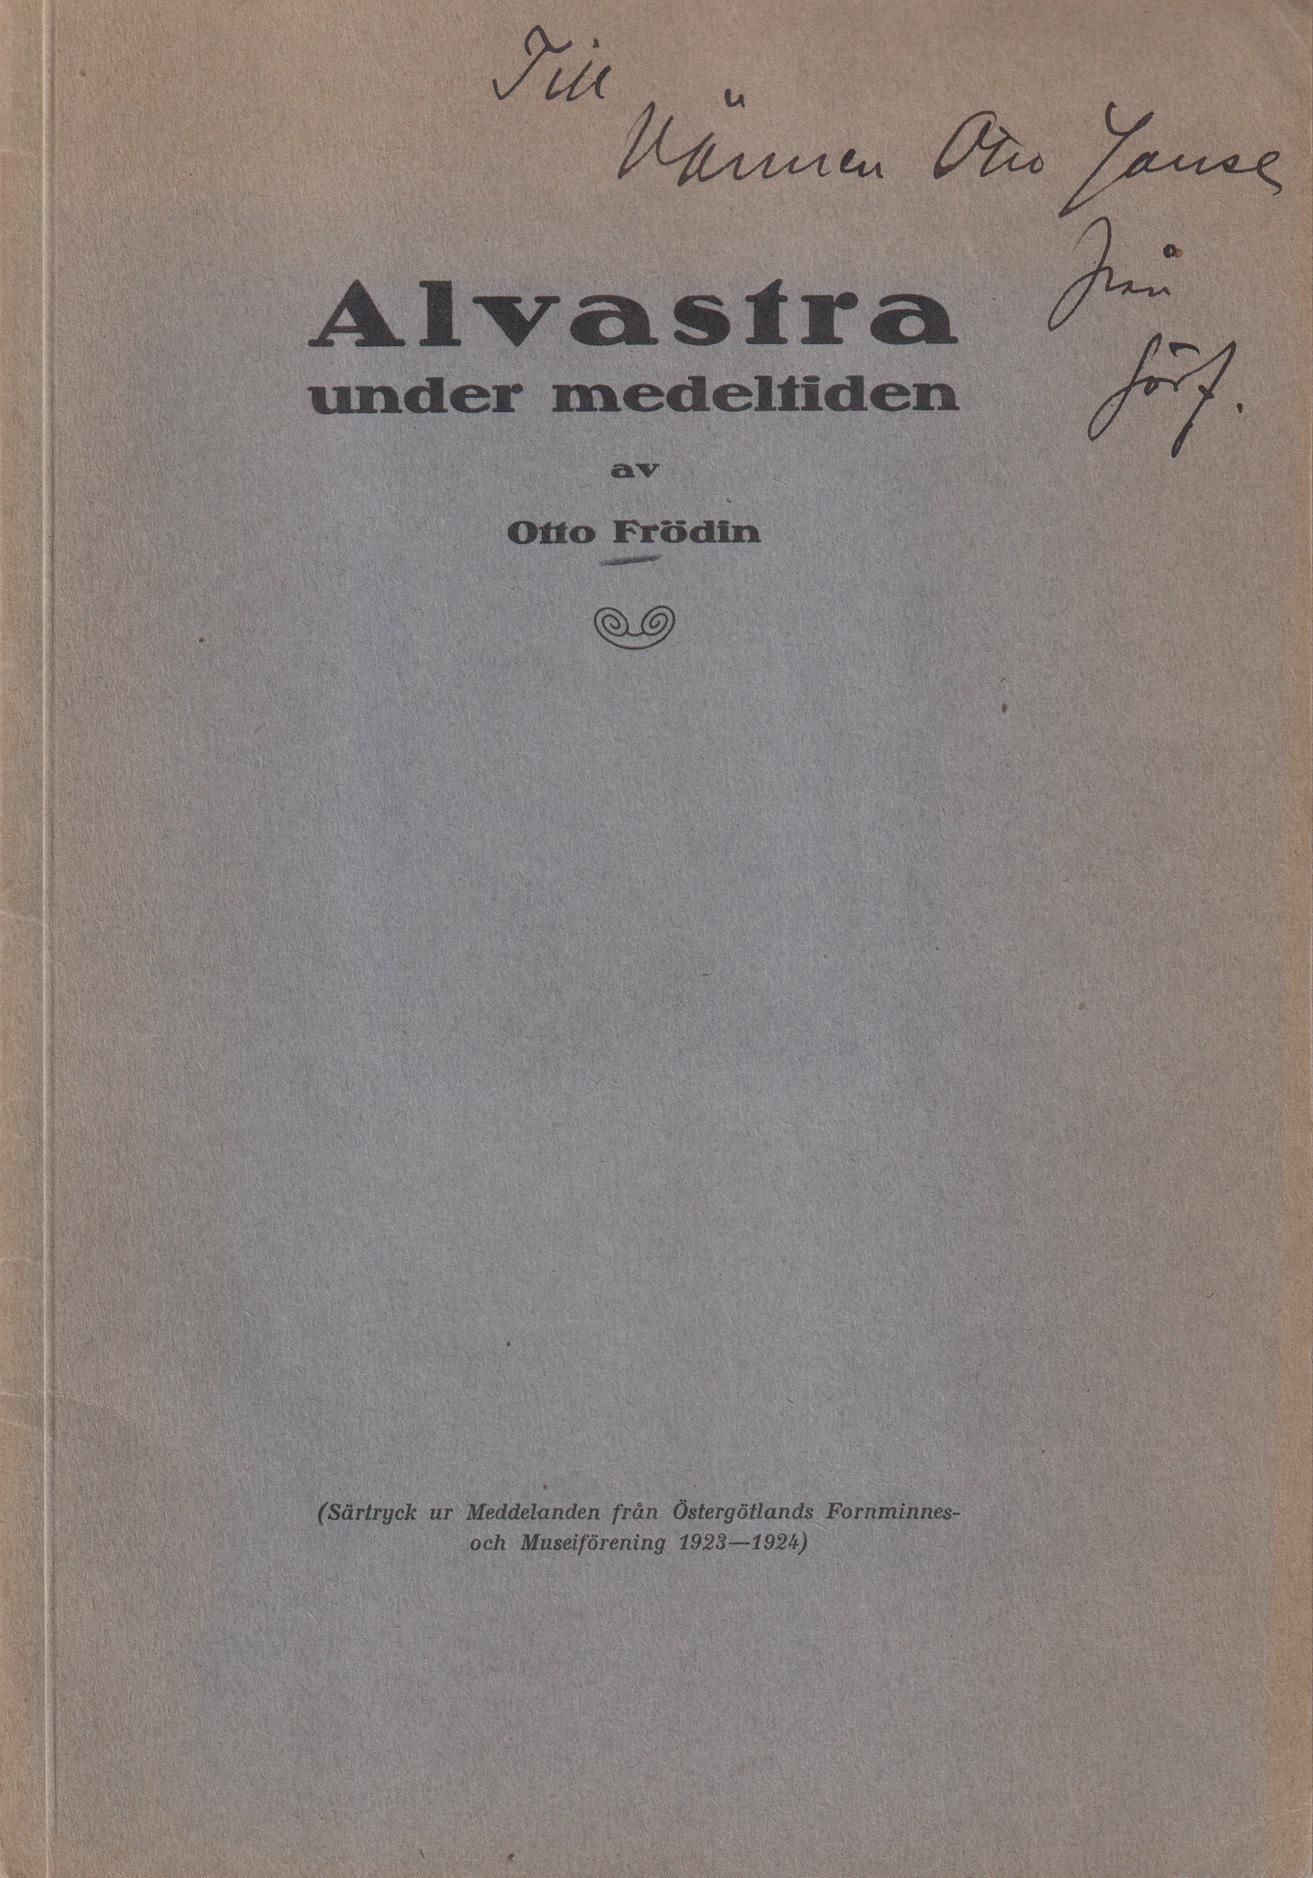 Till
Vännen Otto Janse
från
förf.
Alvastra
under medeltiden
av
Otto Frödin
(Särtryck ur Meddelanden från Östergötlands Fornminnes-
och Museiförening 1923—1924)